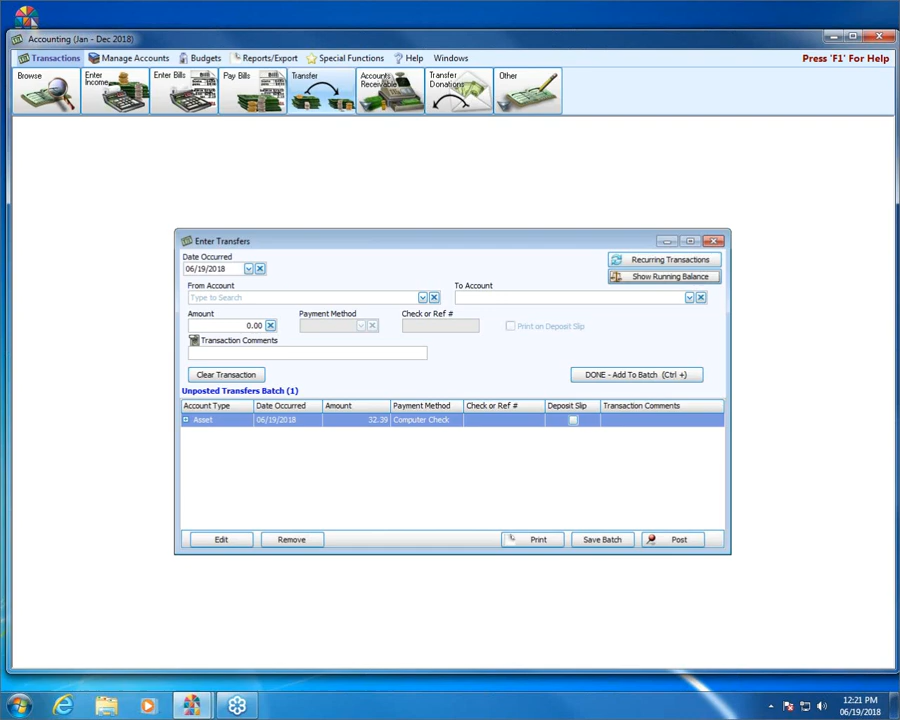 Accounting (Jan - Dec 2018)
Transactions Manage Accounts Budgets Reports/Export Special Functions Help Windows Press 'F1' For Help
Browse
Enter Income
Enter Bills
Pay Bills
Transfer
Accounts Receivable
Transfer Donations
Other
Enter Transfers
Date Occurred
06/19/2018
Recurring Transactions
Show Running Balance
From Account To Account
Type to Search
Amount Payment Method Check or Ref #
0.00 Print on Deposit Slip
Transaction Comments
Clear Transaction DONE - Add To Batch (Ctrl +)
Unposted Transfers Batch (1)
Account Type Date Occurred Amount Payment Method Check or Ref # Deposit Slip Transaction Comments
Asset 06/19/2018 32.39 Computer Check
Edit Remove Print Save Batch Post
12:21 PM
06/19/2018